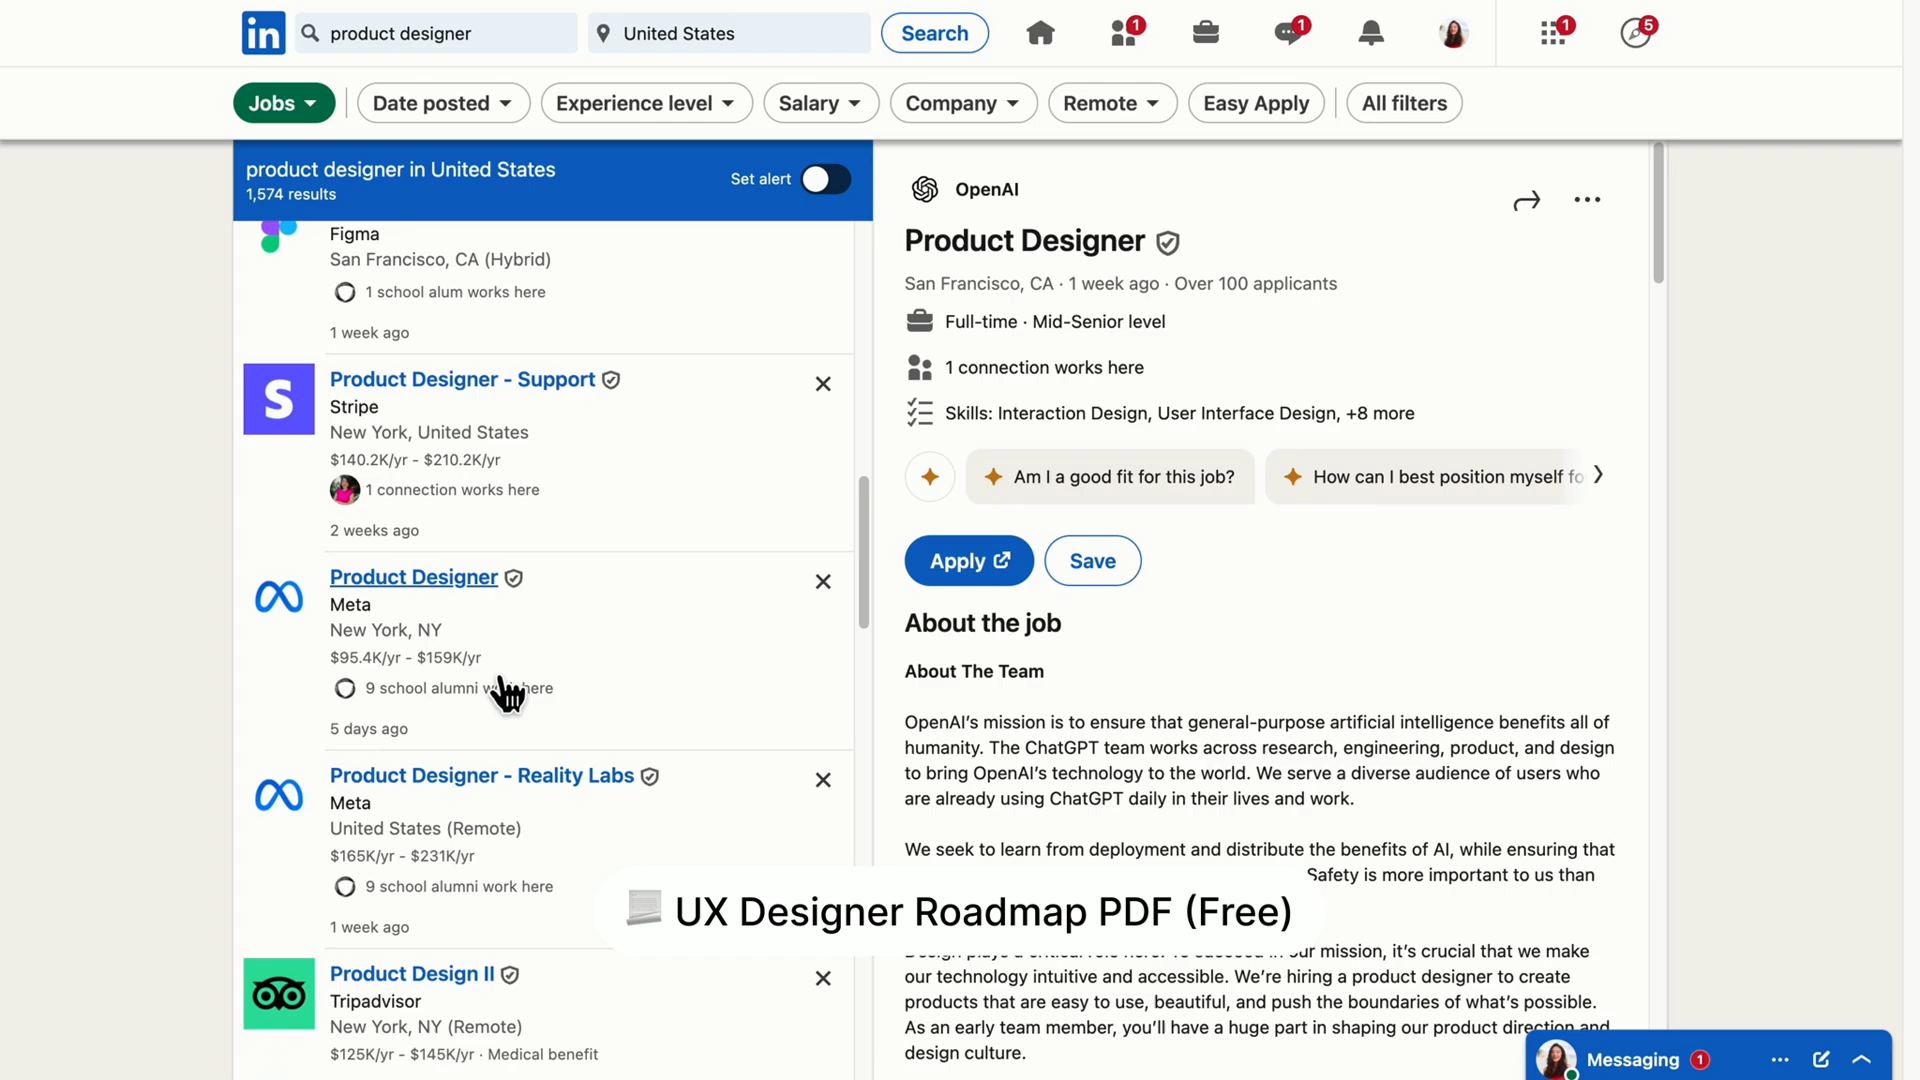 in
product designer
United States
Search
1
1
1
5
Jobs
Date posted
Experience level
Salary
Company
Remote
Easy Apply
All filters
product designer in United States
1,574 results
Set alert
Figma
San Francisco, CA (Hybrid)
1 school alum works here
1 week ago
S
Product Designer - Support
Stripe
New York, United States
$140.2K/yr - $210.2K/yr
1 connection works here
2 weeks ago
Product Designer
Meta
New York, NY
$95.4K/yr - $159K/yr
9 school alumni work here
5 days ago
Product Designer - Reality Labs
Meta
United States (Remote)
$165K/yr - $231K/yr
9 school alumni work here
1 week ago
Product Design II
Tripadvisor
New York, NY (Remote)
$125K/yr - $145K/yr · Medical benefit
OpenAI
Product Designer
San Francisco, CA · 1 week ago · Over 100 applicants
Full-time · Mid-Senior level
1 connection works here
Skills: Interaction Design, User Interface Design, +8 more
Am I a good fit for this job?
How can I best position myself fo
Apply
Save
About the job
About The Team
OpenAI’s mission is to ensure that general-purpose artificial intelligence benefits all of
humanity. The ChatGPT team works across research, engineering, product, and design
to bring OpenAI’s technology to the world. We serve a diverse audience of users who
are already using ChatGPT daily in their lives and work.
We seek to learn from deployment and distribute the benefits of AI, while ensuring that
Safety is more important to us than
UX Designer Roadmap PDF (Free)
our mission, it’s crucial that we make
our technology intuitive and accessible. We’re hiring a product designer to create
products that are easy to use, beautiful, and push the boundaries of what’s possible.
As an early team member, you’ll have a huge part in shaping our product direction and
design culture.
Messaging 1